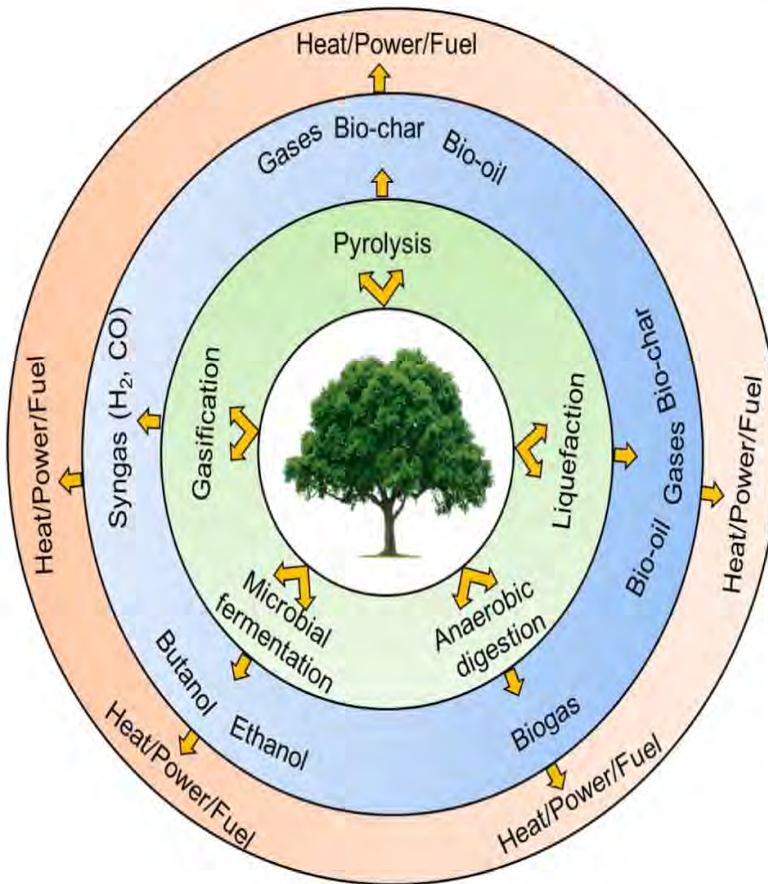 Heat/Power/Fuel
Gases Bio-char Bio-oil
Pyrolysis
Gasification
Syngas (H₂, CO)
Heat/Power/Fuel
Liquefaction
Bio-oil Gases Bio-char
Heat/Power/Fuel
Microbial
fermentation
Butanol
Ethanol
Heat/Power/Fuel
Anaerobic
digestion
Biogas
Heat/Power/Fuel